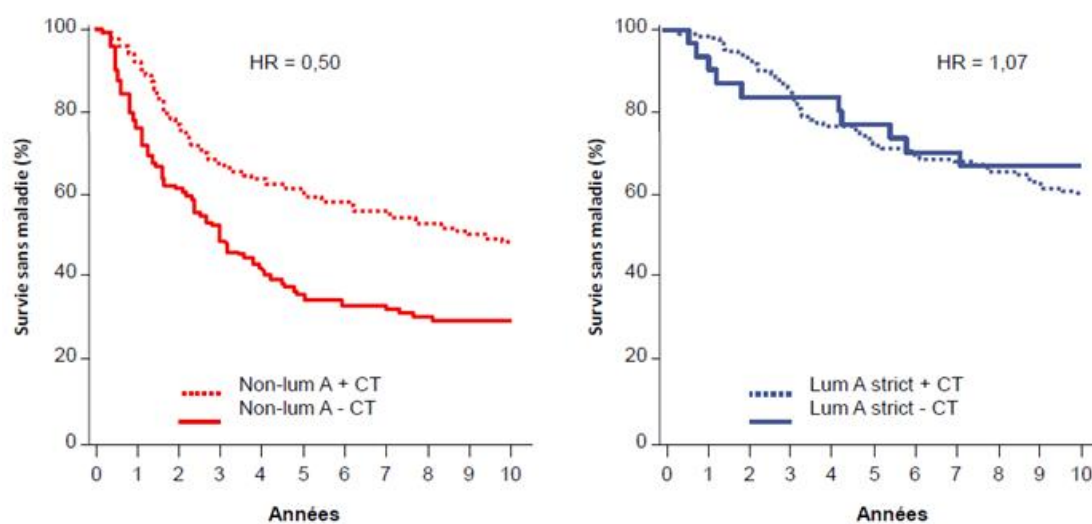 100
80
60
40
20
0
Survie sans maladie (%)
HR = 0,50
Non-lum A + CT
Non-lum A - CT
0 1 2 3 4 5 6 7 8 9 10
Années
100
80
60
40
20
0
Survie sans maladie (%)
HR = 1,07
Lum A strict + CT
Lum A strict - CT
0 1 2 3 4 5 6 7 8 9 10
Années